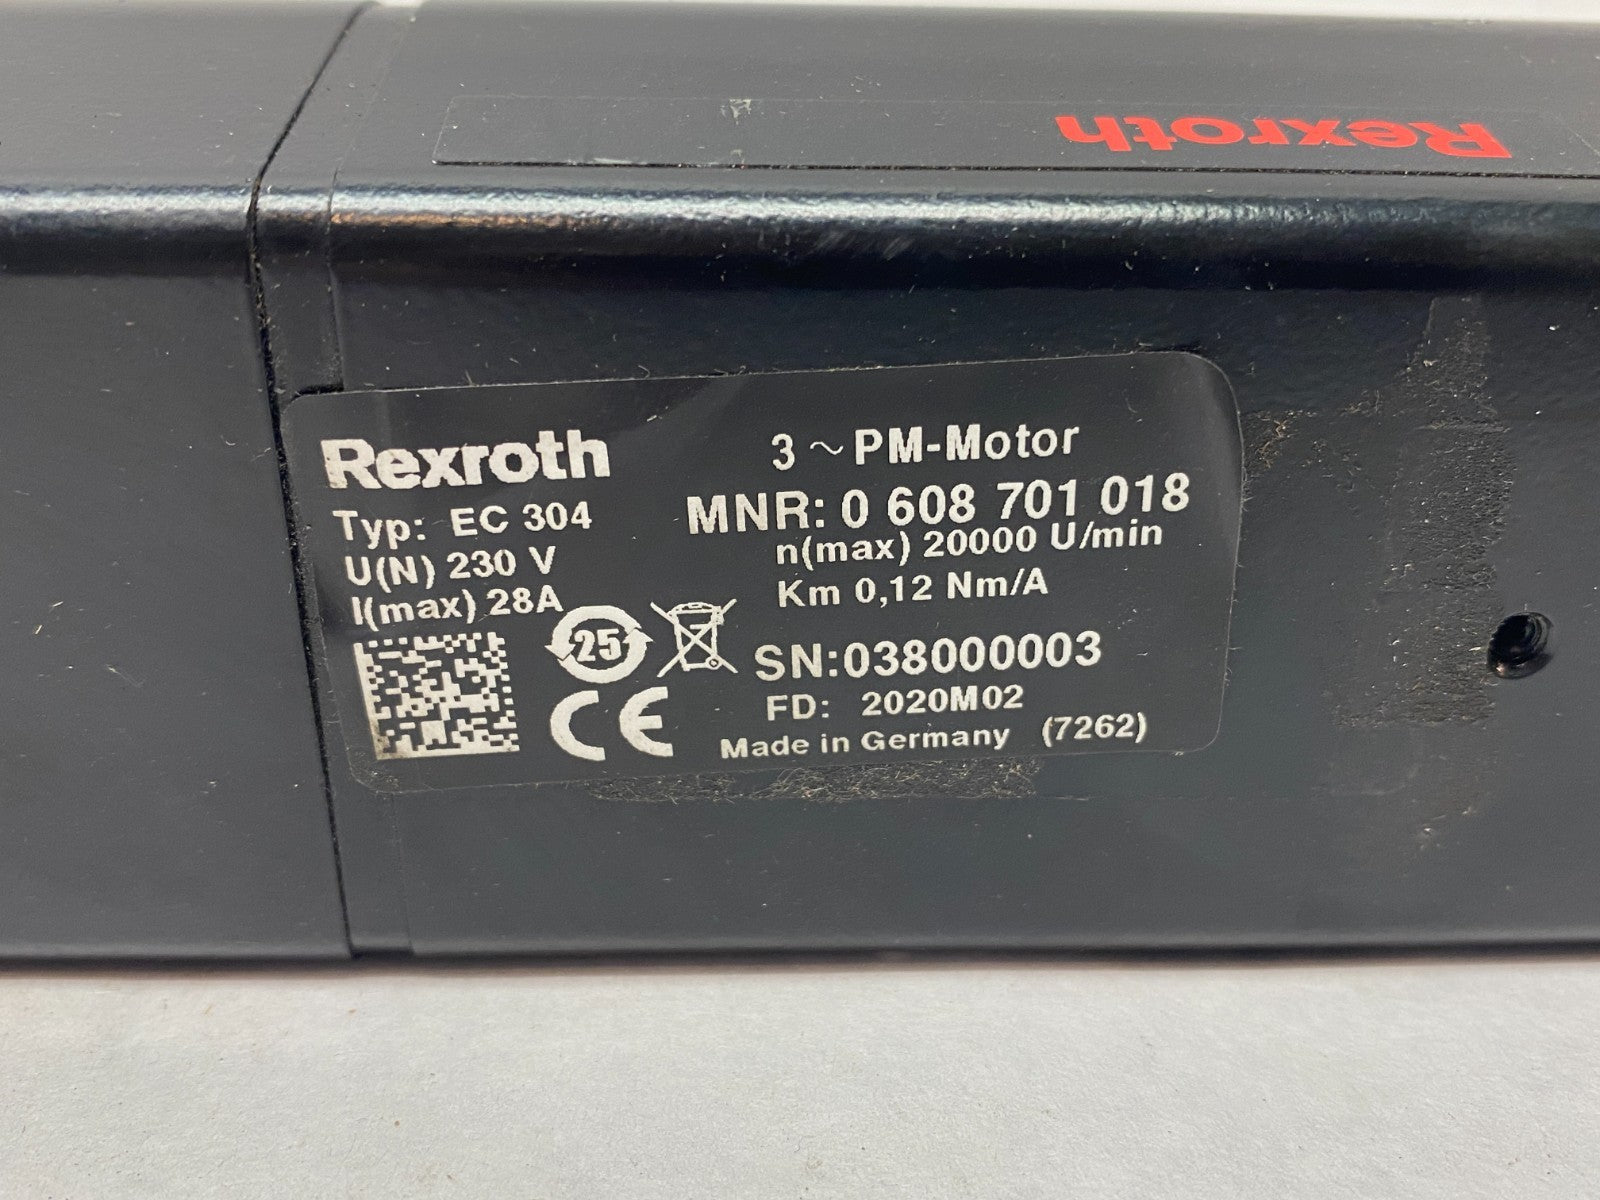 Rexroth
Rexroth
3 ~ PM-Motor
Typ: EC 304
MNR: 0 608 701 018
U(N) 230 V
n(max) 20000 U/min
I(max) 28A
Km 0,12 Nm/A
25
SN:038000003
CE
FD: 2020M02
Made in Germany (7262)